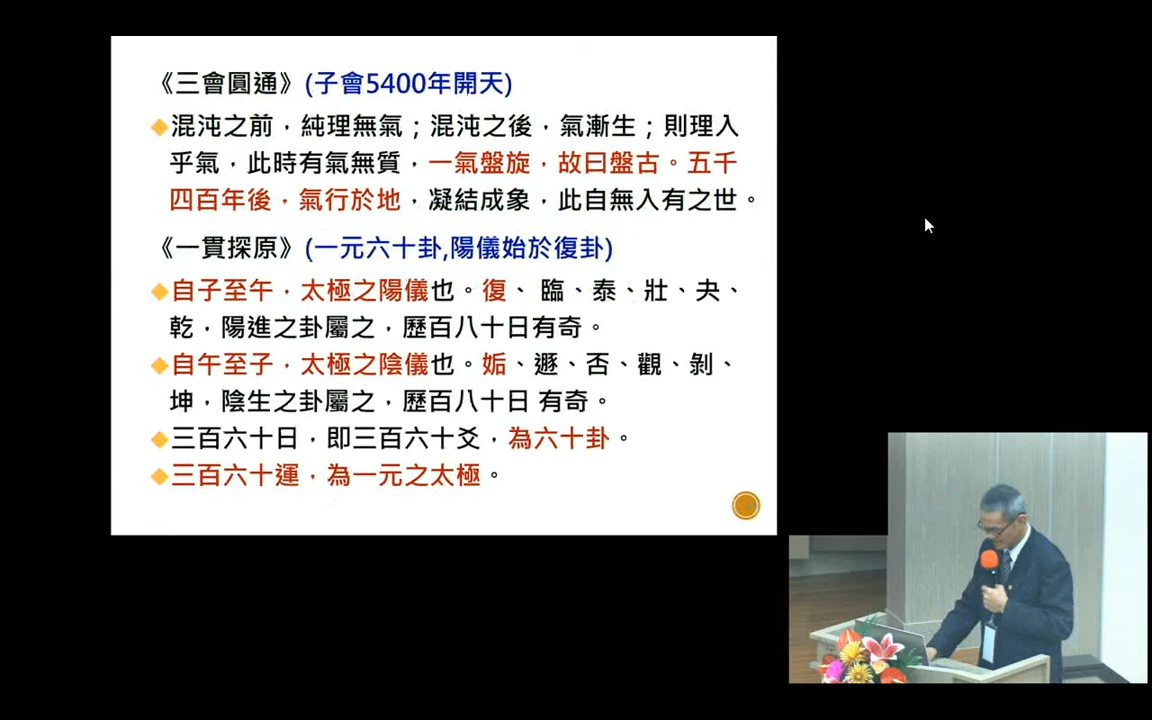 《三會圓通》(子會5400年開天)
混沌之前，純理無氣；混沌之後，氣漸生；則理入
乎氣，此時有氣無質，一氣盤旋，故曰盤古。五千
四百年後，氣行於地，凝結成象，此自無入有之世。
《一貫探原》(一元六十卦,陽儀始於復卦)
自子至午，太極之陽儀也。復、 臨、泰、壯、夬、
乾，陽進之卦屬之，歷百八十日有奇。
自午至子，太極之陰儀也。姤、遯、否、觀、剝、
坤，陰生之卦屬之，歷百八十日 有奇。
三百六十日，即三百六十爻，為六十卦。
三百六十運，為一元之太極。